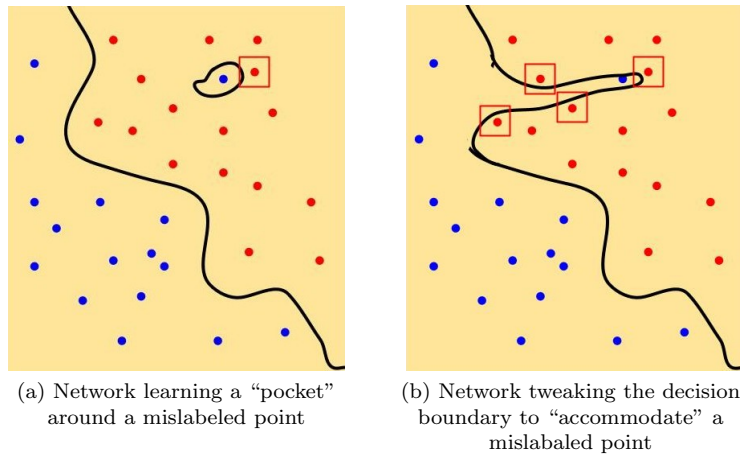 (a) Network learning a “pocket”
around a mislabeled point
(b) Network tweaking the decision
boundary to “accommodate” a
mislabaled point